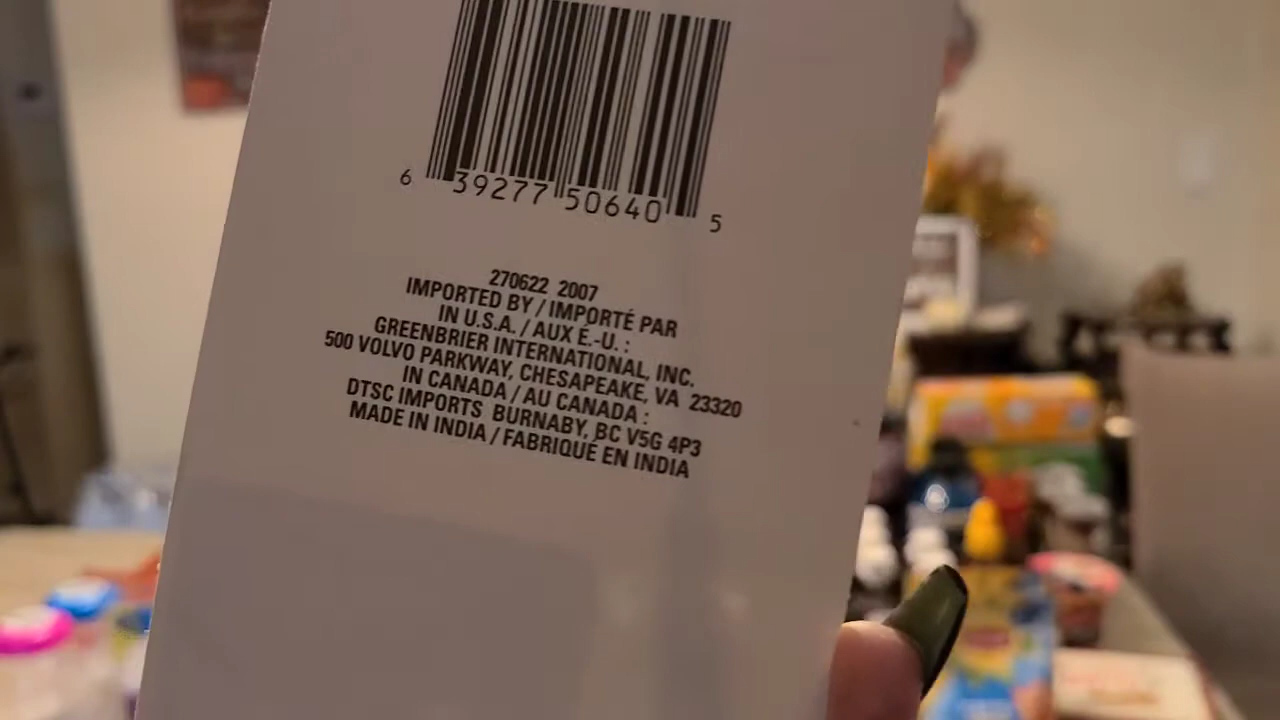 6 39277 50640 5
270622 2007
IMPORTED BY / IMPORTÉ PAR
IN U.S.A. / AUX É.-U. :
GREENBRIER INTERNATIONAL, INC.
500 VOLVO PARKWAY, CHESAPEAKE, VA 23320
IN CANADA / AU CANADA :
DTSC IMPORTS BURNABY, BC V5G 4P3
MADE IN INDIA / FABRIQUÉ EN INDIA